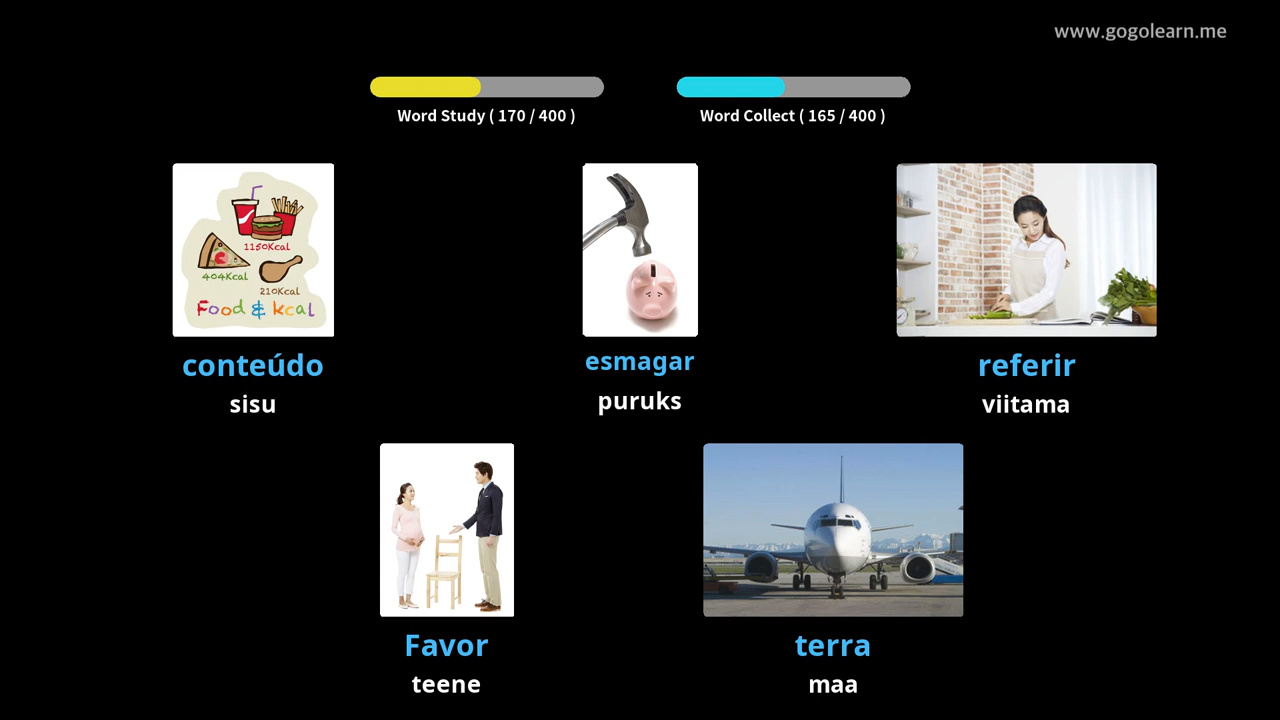 www.gogolearn.me
Word Study ( 170 / 400 )
Word Collect ( 165 / 400 )
1150Kcal
404Kcal
210Kcal
Food & kcal
conteúdo
sisu
esmagar
puruks
referir
viitama
Favor
teene
terra
maa